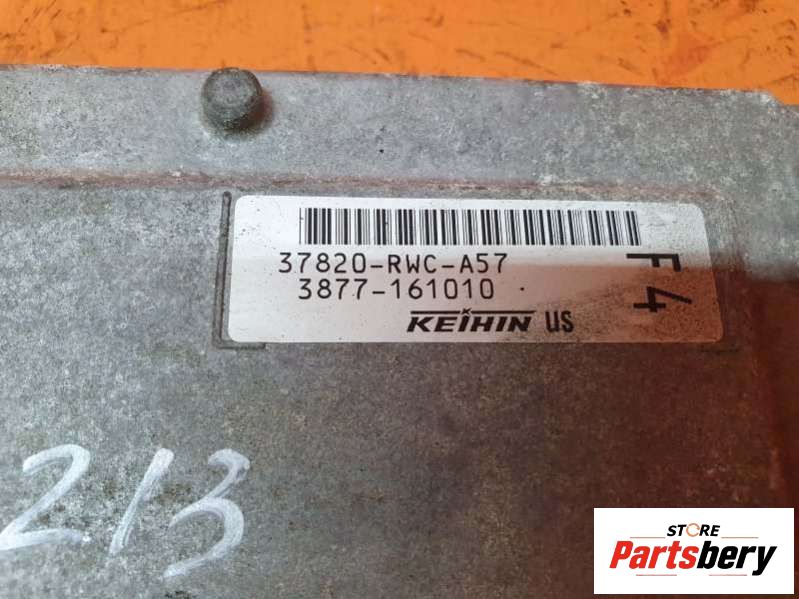 37820-RWC-A57
3877-161010
F4
KEIHIN US
213
STORE
Partsbery